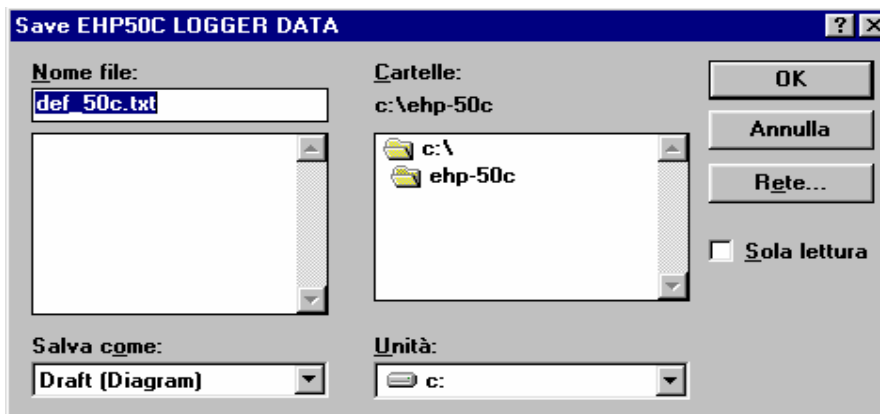 Save EHP50C LOGGER DATA
Nome file:
def_50c.txt
Cartelle:
c:\ehp-50c
c:\
ehp-50c
OK
Annulla
Rete...
Sola lettura
Salva come:
Draft (Diagram)
Unità:
c: